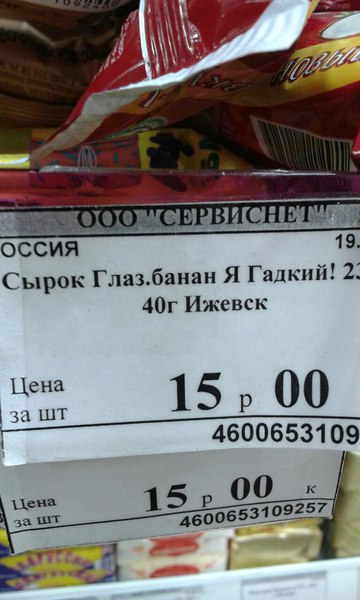 НОВЫ
ООО "СЕРВИСНЕТ"
ОССИЯ 19.
Сырок Глаз.банан Я Гадкий! 23
40г Ижевск
Цена
за шт
15 р 00
4600653109
Цена
за шт
15 р 00 к
4600653109257